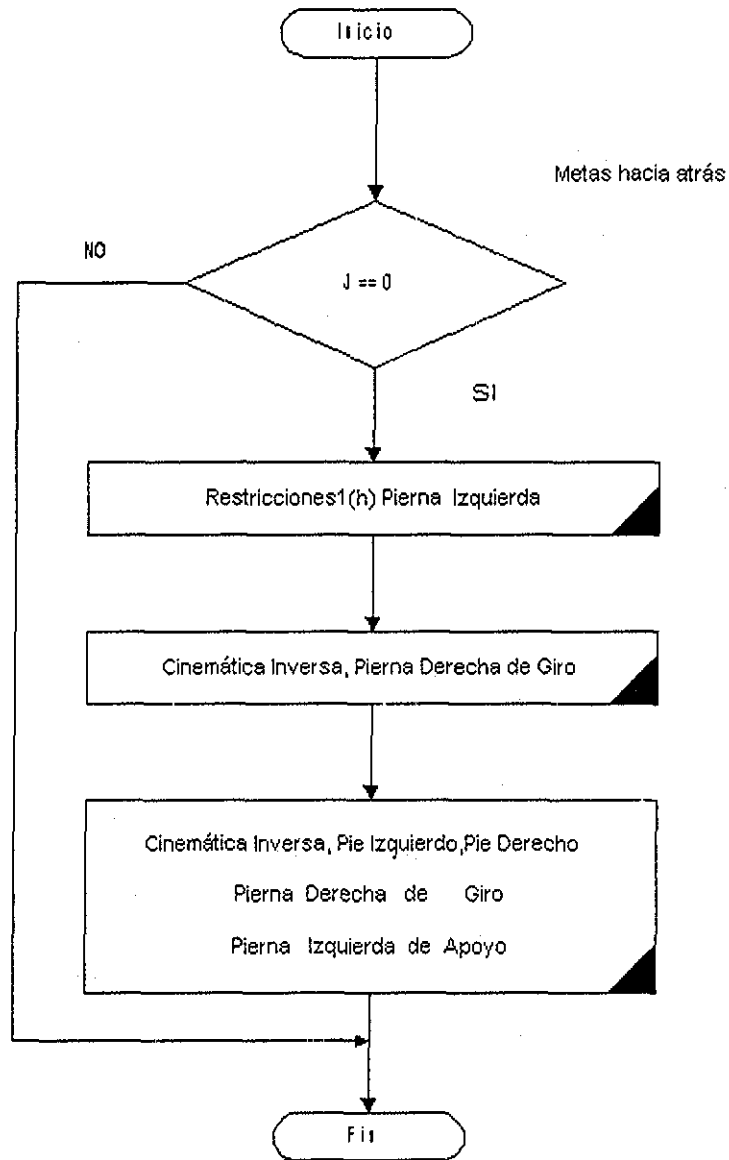 Inicio
Metas hacia atrás
NO
J == 0
SI
Restricciones1(h) Pierna Izquierda
Cinemática Inversa, Pierna Derecha de Giro
Cinemática Inversa, Pie Izquierdo,Pie Derecho
Pierna Derecha de Giro
Pierna Izquierda de Apoyo
Fin